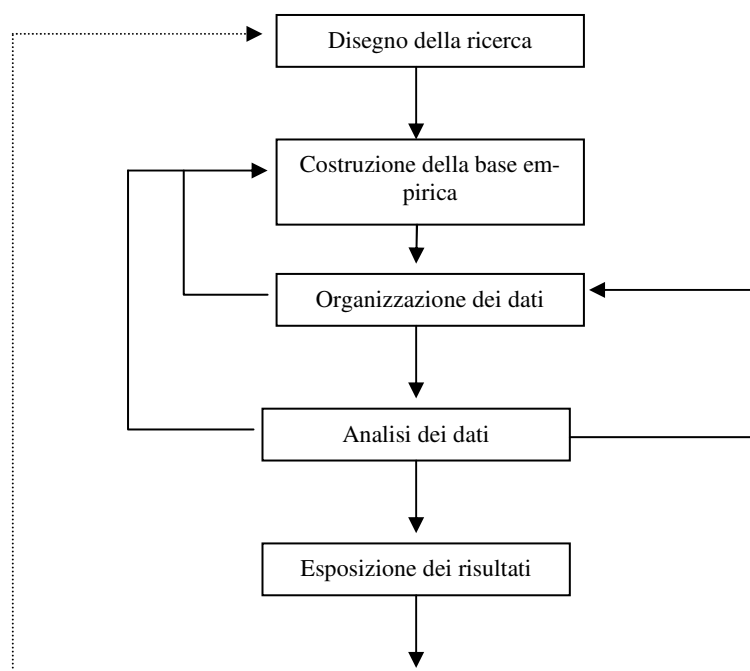 Disegno della ricerca
Costruzione della base em-
pirica
Organizzazione dei dati
Analisi dei dati
Esposizione dei risultati